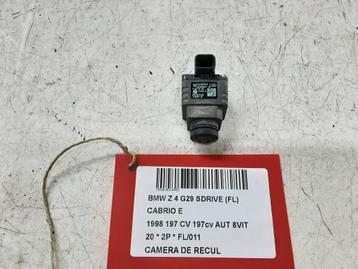 BMW Z 4 G29 SDRIVE (FL)
CABRIO E
1998 197 CV 197cv AUT 8VIT
20 * 2P * FL/011
CAMERA DE RECUL